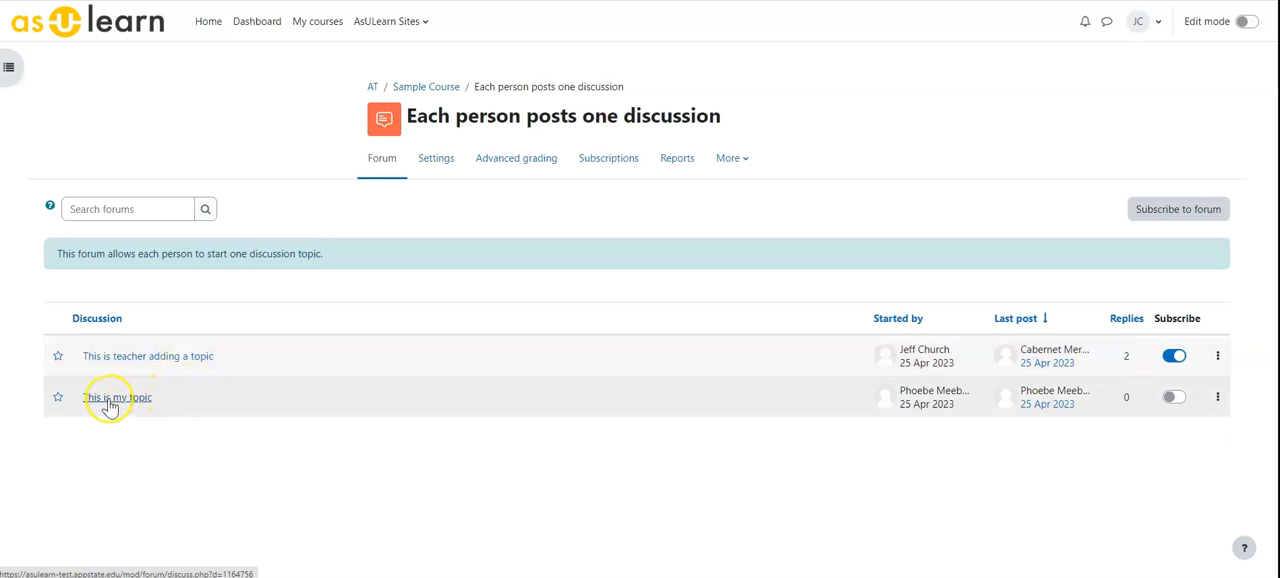 asUlearn Home Dashboard My courses AsULearn Sites JC Edit mode
AT / Sample Course / Each person posts one discussion
Each person posts one discussion
Forum Settings Advanced grading Subscriptions Reports More
? Search forums Subscribe to forum
This forum allows each person to start one discussion topic.
Discussion Started by Last post ↓ Replies Subscribe
This is teacher adding a topic Jeff Church Cabernet Mer... 2
25 Apr 2023 25 Apr 2023
This is my topic Phoebe Meeb... Phoebe Meeb... 0
25 Apr 2023 25 Apr 2023
?
https://asulearn-test.appstate.edu/mod/forum/discuss.php?d=1164756